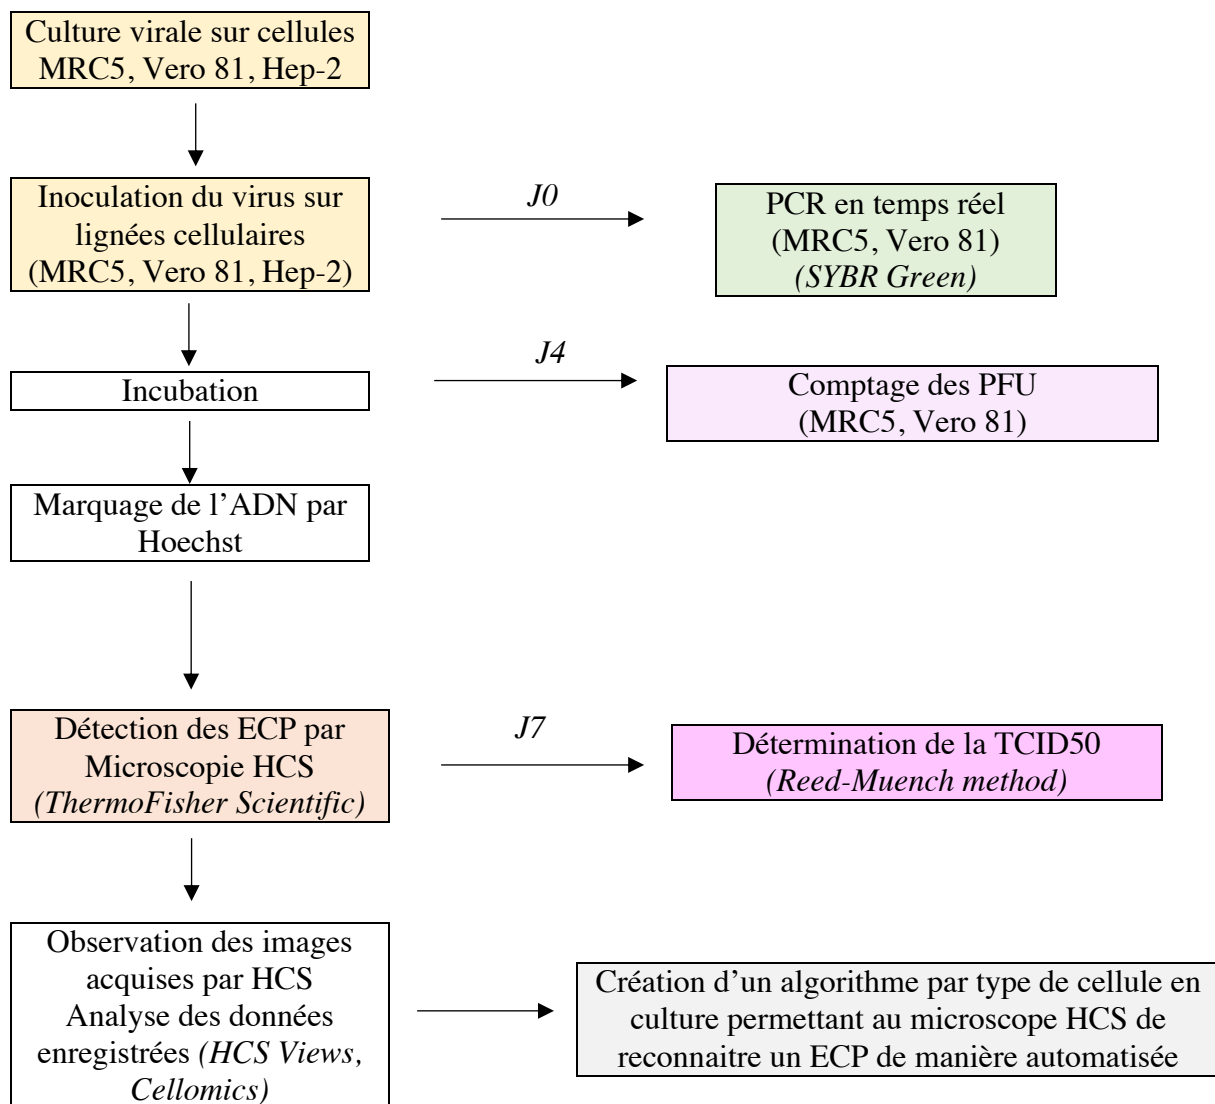 Culture virale sur cellules
MRC5, Vero 81, Hep-2
Inoculation du virus sur
lignées cellulaires
(MRC5, Vero 81, Hep-2)
J0
PCR en temps réel
(MRC5, Vero 81)
(SYBR Green)
Incubation
J4
Comptage des PFU
(MRC5, Vero 81)
Marquage de l’ADN par
Hoechst
Détection des ECP par
Microscopie HCS
(ThermoFisher Scientific)
J7
Détermination de la TCID50
(Reed-Muench method)
Observation des images
acquises par HCS
Analyse des données
enregistrées (HCS Views,
Cellomics)
Création d’un algorithme par type de cellule en
culture permettant au microscope HCS de
reconnaitre un ECP de manière automatisée